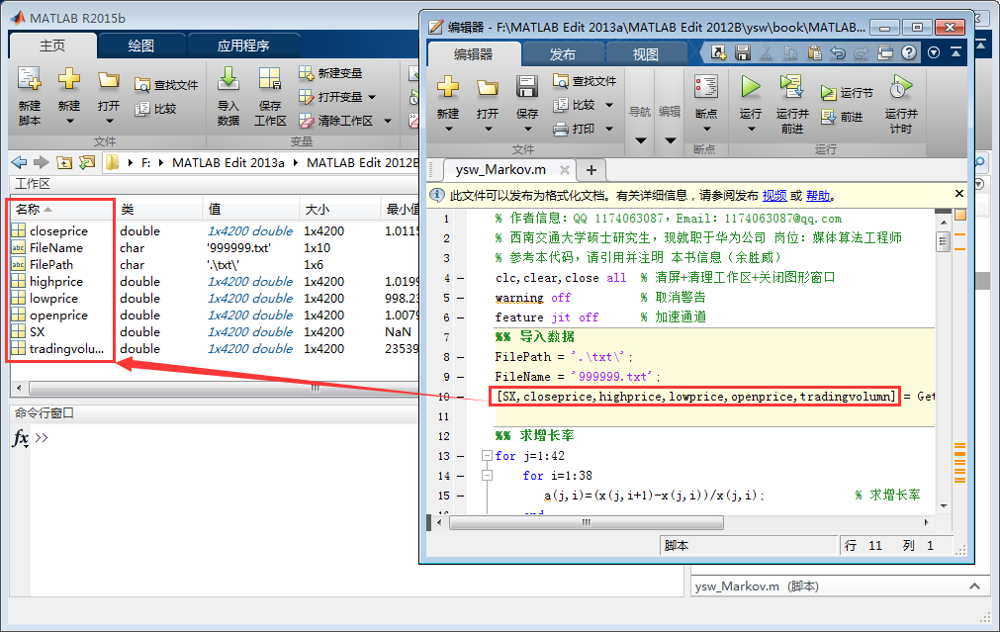 MATLAB R2015b
主页 绘图 应用程序
新建脚本 新建 打开 查找文件 比较 导入数据 保存工作区 新建变量 打开变量 清除工作区
文件 变量
F: MATLAB Edit 2013a MATLAB Edit 2012B
工作区
名称 类 值 大小 最小值
closeprice double 1x4200 double 1x4200 1.0115
FileName char '999999.txt' 1x10
FilePath char '.\txt\' 1x6
highprice double 1x4200 double 1x4200 1.0199
lowprice double 1x4200 double 1x4200 998.23
openprice double 1x4200 double 1x4200 1.0079
SX double 1x4200 double 1x4200 NaN
tradingvolu... double 1x4200 double 1x4200 23539
命令行窗口
fx >>
编辑器 - F:\MATLAB Edit 2013a\MATLAB Edit 2012B\ysw\book\MATLAB...
编辑器 发布 视图
新建 打开 保存 查找文件 比较 打印 导航 编辑 断点 运行 运行并前进 运行节 前进 运行并计时
文件 断点 运行
ysw_Markov.m
此文件可以发布为格式化文档。有关详细信息，请参阅发布 视频 或 帮助。
1 % 作者信息：QQ 1174063087，Email：1174063087@qq.com
2 % 西南交通大学硕士研究生，现就职于华为公司 岗位：媒体算法工程师
3 % 参考本代码，请引用并注明 本书信息（余胜威）
4 clc,clear,close all % 清屏+清理工作区+关闭图形窗口
5 warning off % 取消警告
6 feature jit off % 加速通道
7 %% 导入数据
8 FilePath = '.\txt\';
9 FileName = '999999.txt';
10 [SX,closeprice,highprice,lowprice,openprice,tradingvolumn] = Get
11
12 %% 求增长率
13 for j=1:42
14 for i=1:38
15 a(j,i)=(x(j,i+1)-x(j,i))/x(j,i); % 求增长率
脚本 行 11 列 1
ysw_Markov.m (脚本)